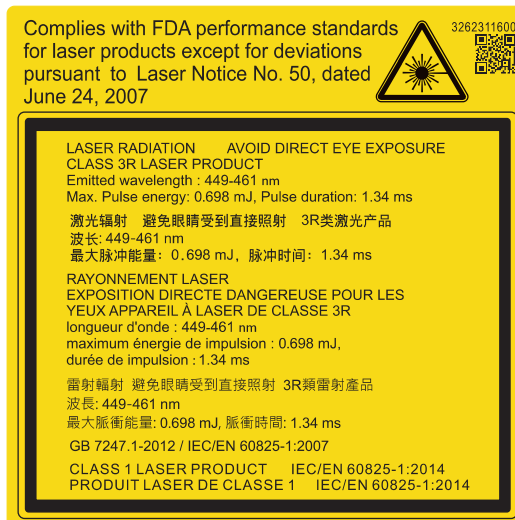 Complies with FDA performance standards
for laser products except for deviations
pursuant to Laser Notice No. 50, dated
June 24, 2007
3262311600
LASER RADIATION AVOID DIRECT EYE EXPOSURE
CLASS 3R LASER PRODUCT
Emitted wavelength : 449-461 nm
Max. Pulse energy: 0.698 mJ, Pulse duration: 1.34 ms
激光辐射 避免眼睛受到直接照射 3R类激光产品
波长: 449-461 nm
最大脉冲能量: 0.698 mJ, 脉冲时间: 1.34 ms
RAYONNEMENT LASER
EXPOSITION DIRECTE DANGEREUSE POUR LES
YEUX APPAREIL À LASER DE CLASSE 3R
longueur d'onde : 449-461 nm
maximum énergie de impulsion : 0.698 mJ,
durée de impulsion : 1.34 ms
雷射輻射 避免眼睛受到直接照射 3R類雷射產品
波長: 449-461 nm
最大脈衝能量: 0.698 mJ, 脈衝時間: 1.34 ms
GB 7247.1-2012 / IEC/EN 60825-1:2007
CLASS 1 LASER PRODUCT IEC/EN 60825-1:2014
PRODUIT LASER DE CLASSE 1 IEC/EN 60825-1:2014